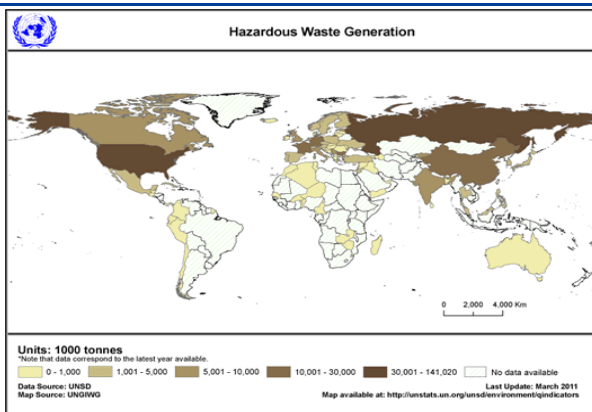 Hazardous Waste Generation
0 2,000 4,000 Km
Units: 1000 tonnes
*Note that data correspond to the latest year available.
0 - 1,000 1,001 - 5,000 5,001 - 10,000 10,001 - 30,000 30,001 - 141,020 No data available
Data Source: UNSD Last Update: March 2011
Map Source: UNGIWG Map available at: http://unstats.un.org/unsd/environment/qindicators